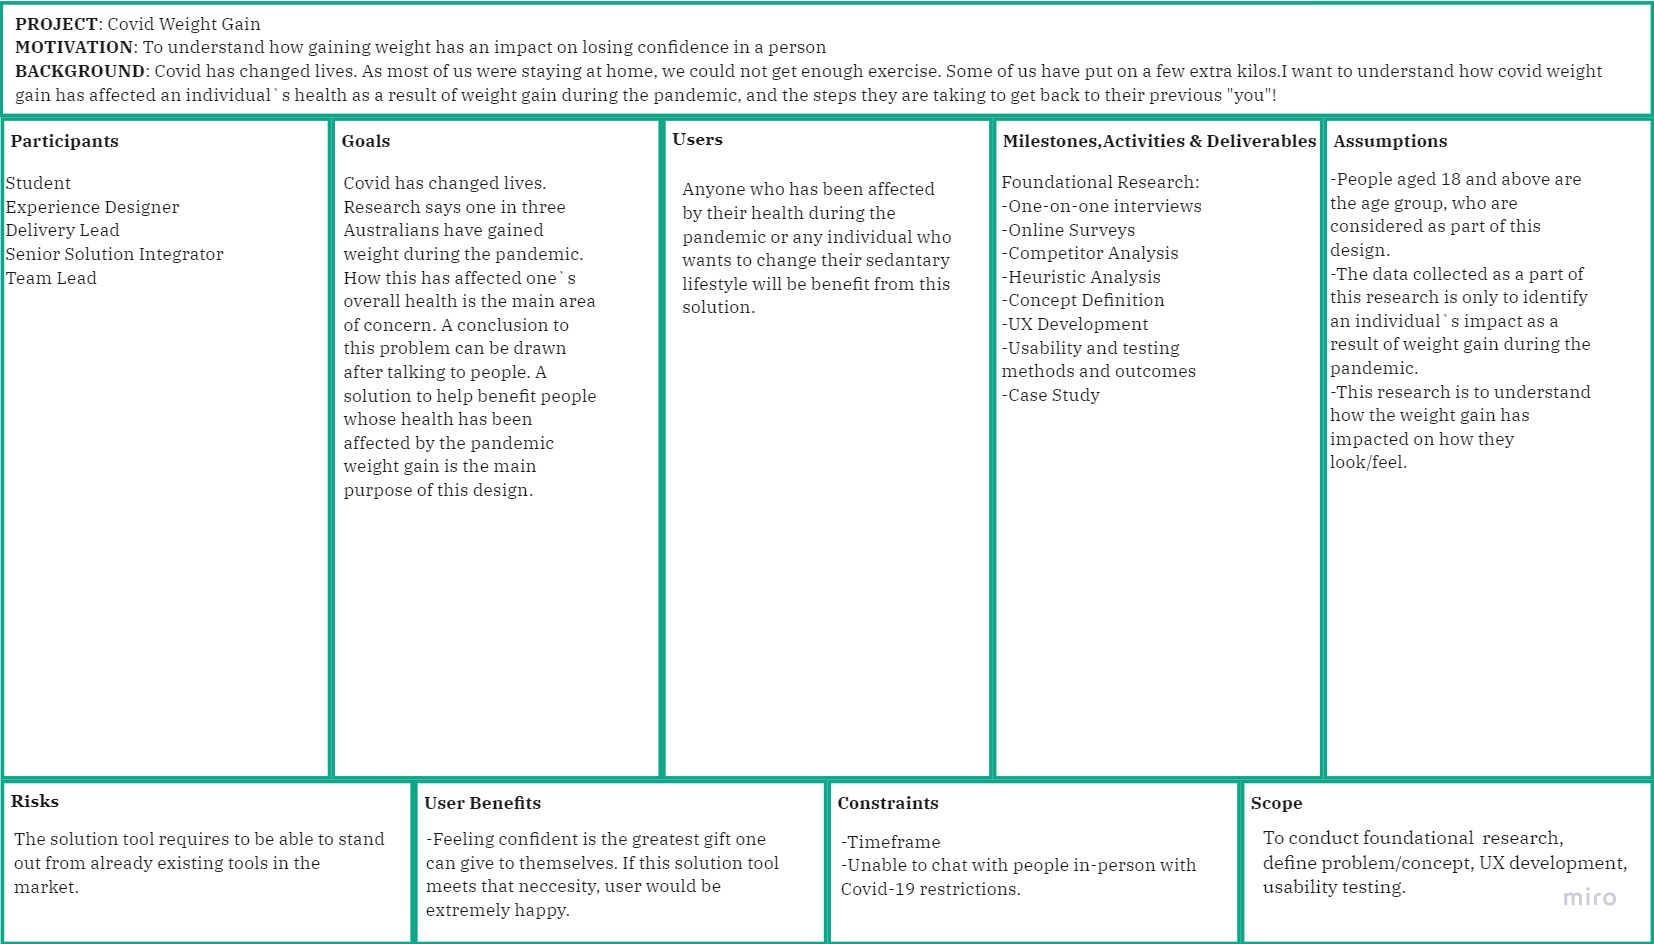 PROJECT: Covid Weight Gain
MOTIVATION: To understand how gaining weight has an impact on losing confidence in a person
BACKGROUND: Covid has changed lives. As most of us were staying at home, we could not get enough exercise. Some of us have put on a few extra kilos.I want to understand how covid weight
gain has affected an individual`s health as a result of weight gain during the pandemic, and the steps they are taking to get back to their previous "you"!
Participants
Student
Experience Designer
Delivery Lead
Senior Solution Integrator
Team Lead
Goals
Covid has changed lives.
Research says one in three
Australians have gained
weight during the pandemic.
How this has affected one`s
overall health is the main area
of concern. A conclusion to
this problem can be drawn
after talking to people. A
solution to help benefit people
whose health has been
affected by the pandemic
weight gain is the main
purpose of this design.
Users
Anyone who has been affected
by their health during the
pandemic or any individual who
wants to change their sedantary
lifestyle will be benefit from this
solution.
Milestones,Activities & Deliverables
Foundational Research:
-One-on-one interviews
-Online Surveys
-Competitor Analysis
-Heuristic Analysis
-Concept Definition
-UX Development
-Usability and testing
methods and outcomes
-Case Study
Assumptions
-People aged 18 and above are
the age group, who are
considered as part of this
design.
-The data collected as a part of
this research is only to identify
an individual`s impact as a
result of weight gain during the
pandemic.
-This research is to understand
how the weight gain has
impacted on how they
look/feel.
Risks
The solution tool requires to be able to stand
out from already existing tools in the
market.
User Benefits
-Feeling confident is the greatest gift one
can give to themselves. If this solution tool
meets that neccesity, user would be
extremely happy.
Constraints
-Timeframe
-Unable to chat with people in-person with
Covid-19 restrictions.
Scope
To conduct foundational  research,
define problem/concept, UX development,
usability testing.
miro